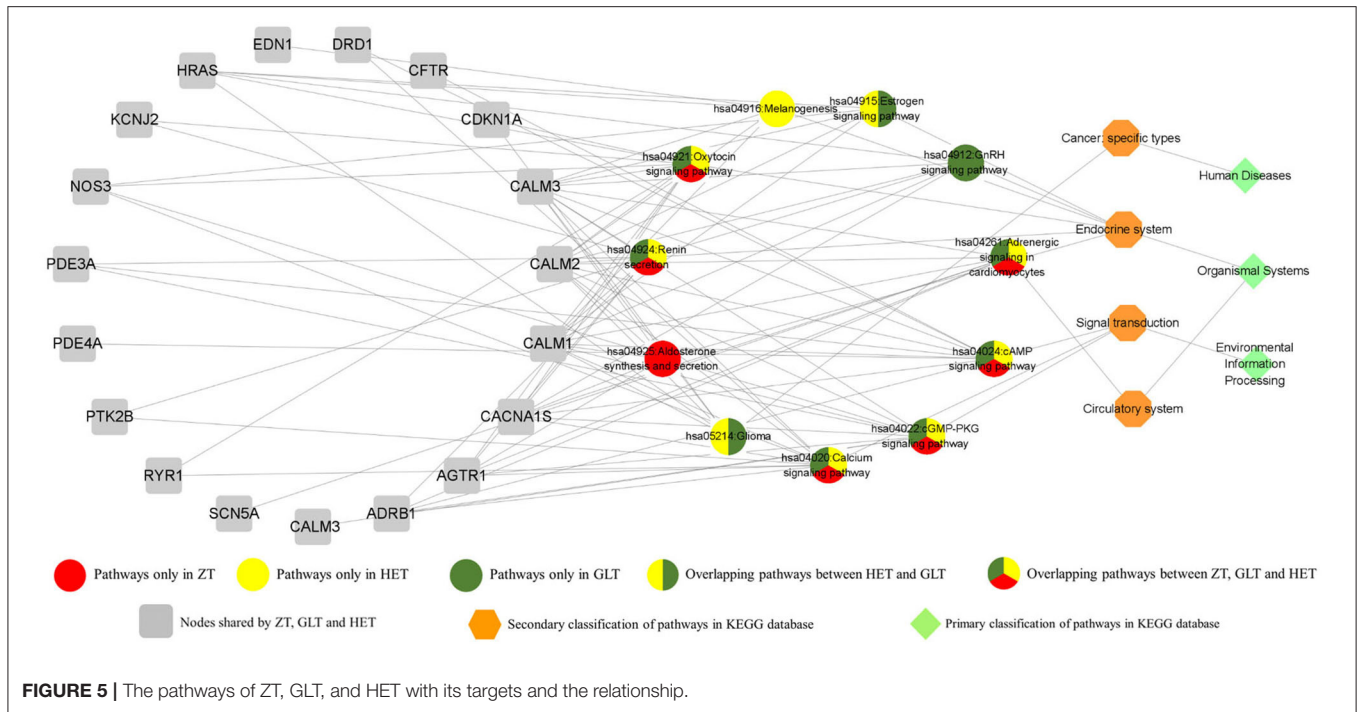 EDN1
DRD1
HRAS
CFTR
KCNJ2
CDKN1A
NOS3
CALM3
PDE3A
CALM2
PDE4A
CALM1
PTK2B
CACNA1S
RYR1
AGTR1
SCN5A
CALM3
ADRB1
hsa04916:Melanogenesis
hsa04915:Estrogen
signaling pathway
hsa04921:Oxytocin
signaling pathway
hsa04912:GnRH
signaling pathway
hsa04924:Renin
secretion
hsa04261:Adrenergic
signaling in
cardiomyocytes
hsa04925:Aldosterone
synthesis and secretion
hsa04024:cAMP
signaling pathway
hsa05214:Glioma
hsa04022:cGMP-PKG
signaling pathway
hsa04020:Calcium
signaling pathway
Cancer: specific types
Human Diseases
Endocrine system
Organismal Systems
Signal transduction
Environmental
Information
Processing
Circulatory system
Pathways only in ZT
Pathways only in HET
Pathways only in GLT
Overlapping pathways between HET and GLT
Overlapping pathways between ZT, GLT and HET
Nodes shared by ZT, GLT and HET
Secondary classification of pathways in KEGG database
Primary classification of pathways in KEGG database
FIGURE 5 | The pathways of ZT, GLT, and HET with its targets and the relationship.